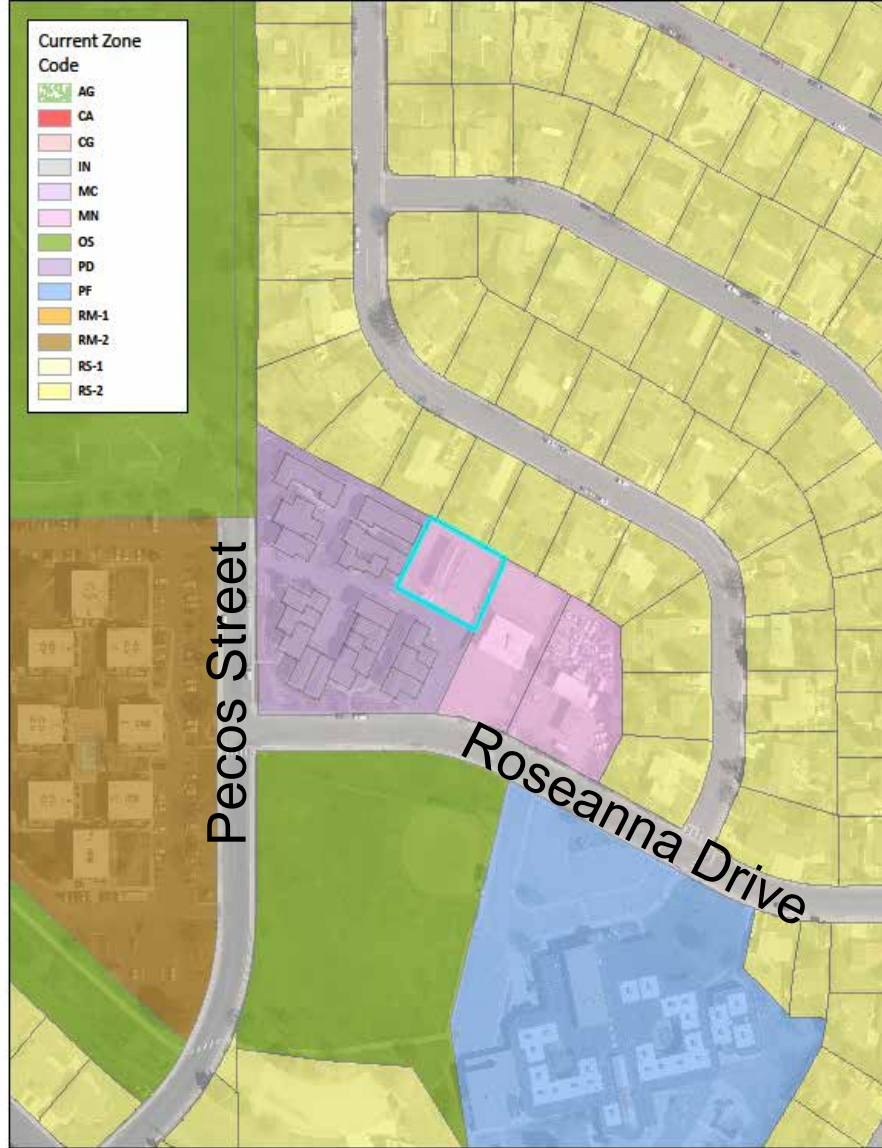 Current Zone
Code
AG
CA
CG
IN
MC
MN
OS
PD
PF
RM-1
RM-2
RS-1
RS-2
Pecos Street
Roseanna Drive